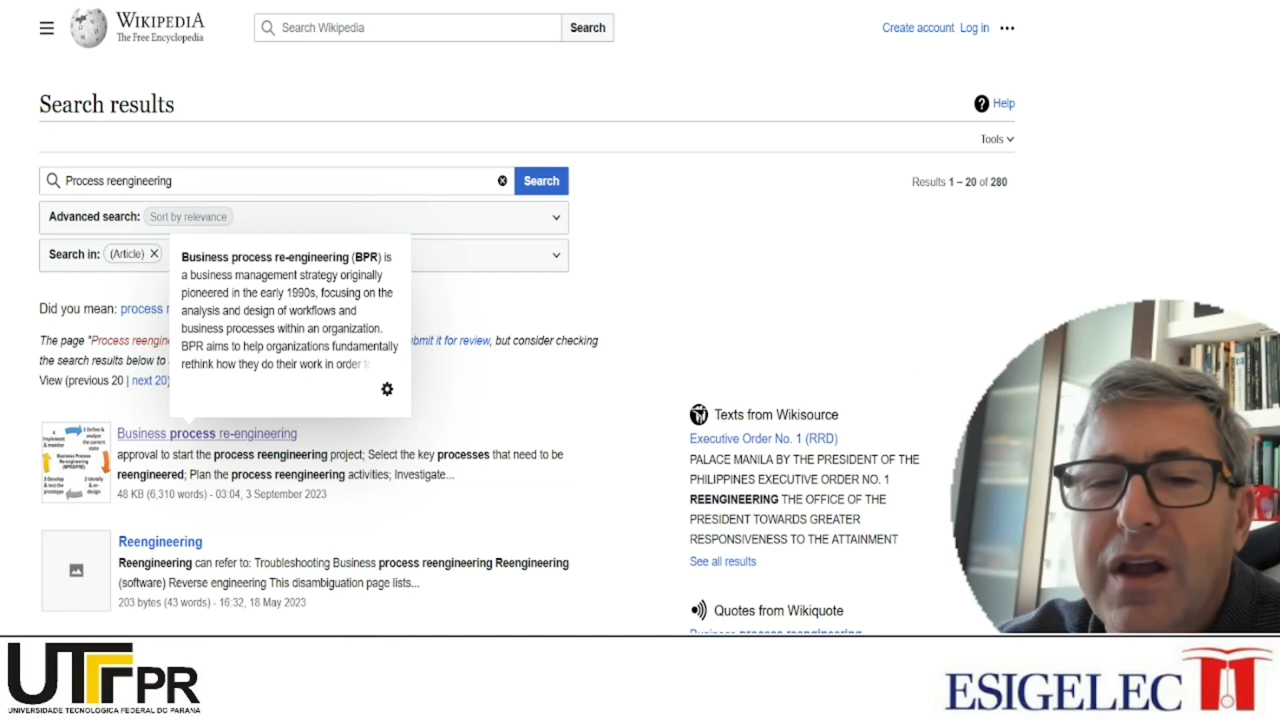 WIKIPEDIA
The Free Encyclopedia
Search Wikipedia
Search
Create account Log in
Search results
Help
Tools
Process reengineering
Search
Results 1 – 20 of 280
Advanced search: Sort by relevance
Search in: (Article)
Business process re-engineering (BPR) is
a business management strategy originally
pioneered in the early 1990s, focusing on the
analysis and design of workflows and
business processes within an organization.
BPR aims to help organizations fundamentally
rethink how they do their work in order to
Did you mean: process
The page "Process reengin
bmit it for review, but consider checking
the search results below to
View (previous 20 | next 20)
Business process re-engineering
approval to start the process reengineering project; Select the key processes that need to be
reengineered; Plan the process reengineering activities; Investigate...
48 KB (6,310 words) - 03:04, 3 September 2023
Reengineering
Reengineering can refer to: Troubleshooting Business process reengineering Reengineering
(software) Reverse engineering This disambiguation page lists...
203 bytes (43 words) - 16:32, 18 May 2023
Texts from Wikisource
Executive Order No. 1 (RRD)
PALACE MANILA BY THE PRESIDENT OF THE
PHILIPPINES EXECUTIVE ORDER NO. 1
REENGINEERING THE OFFICE OF THE
PRESIDENT TOWARDS GREATER
RESPONSIVENESS TO THE ATTAINMENT
See all results
Quotes from Wikiquote
Business process reengineering
UTFPR
UNIVERSIDADE TECNOLÓGICA FEDERAL DO PARANÁ
ESIGELEC